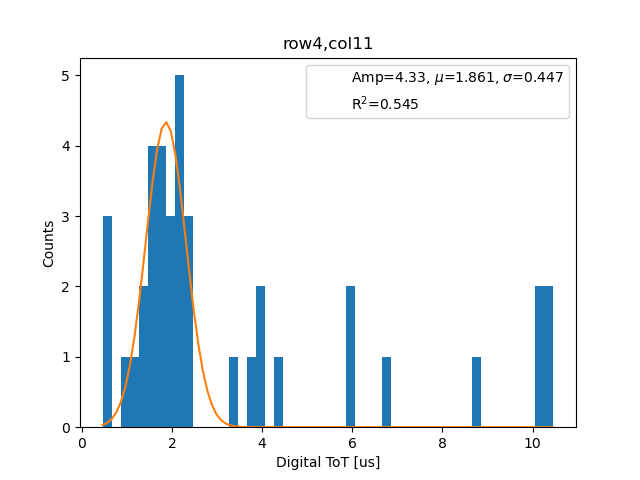 row4,col11
Amp=4.33, μ=1.861, σ=0.447
R²=0.545
Counts
5
4
3
2
1
0
0 2 4 6 8 10
Digital ToT [us]